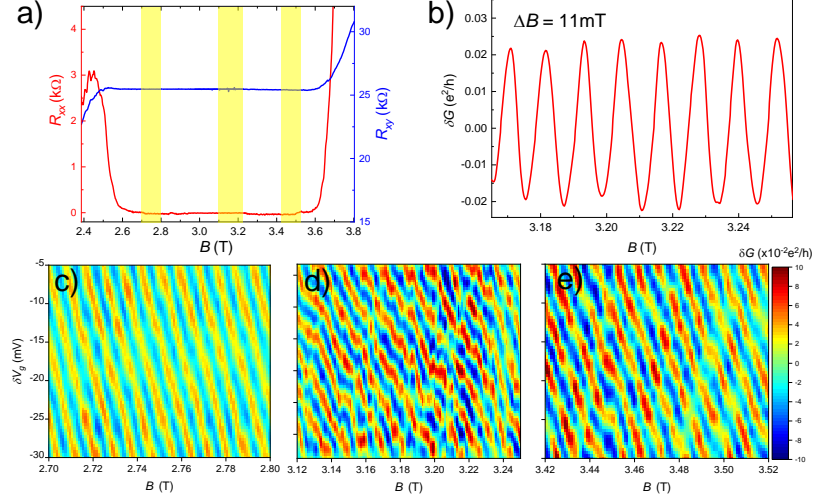 a)
4
3
2
1
0
Rxx (kΩ)
30
25
20
15
Rxy (kΩ)
2.4 2.6 2.8 3.0 3.2 3.4 3.6 3.8
B (T)
b)
ΔB = 11mT
0.03
0.02
0.01
0.00
-0.01
-0.02
δG (e²/h)
3.18 3.20 3.22 3.24
B (T)
δG (x10⁻²e²/h)
c)
-5
-10
-15
-20
-25
-30
δVg (mV)
2.70 2.72 2.74 2.76 2.78 2.80
B (T)
d)
3.12 3.14 3.16 3.18 3.20 3.22 3.24
B (T)
e)
3.42 3.44 3.46 3.48 3.50 3.52
B (T)
10
8
6
4
2
0
-2
-4
-6
-8
-10